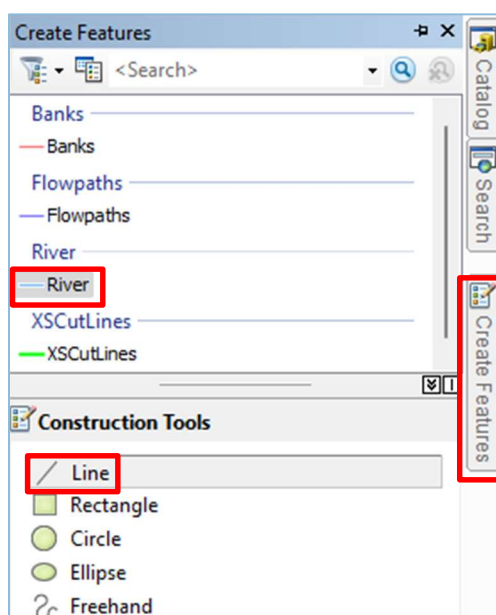 Create Features
<Search>
Banks
Banks
Flowpaths
Flowpaths
River
River
XSCutLines
XSCutLines
Construction Tools
Line
Rectangle
Circle
Ellipse
Freehand
Catalog
Search
Create Features